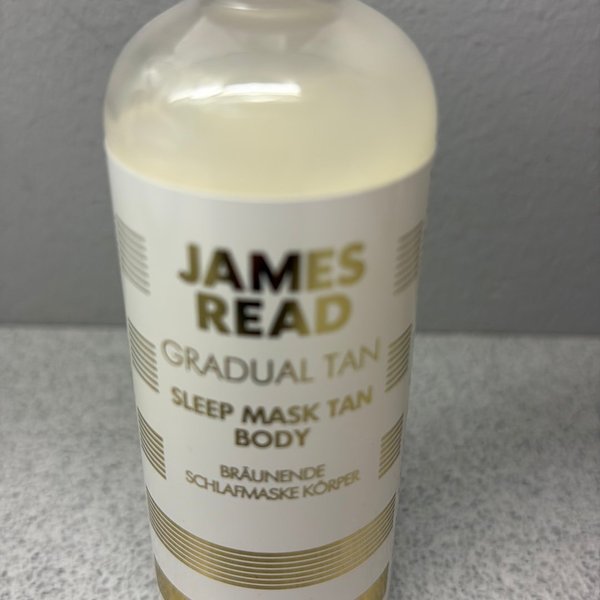 JAMES
READ
GRADUAL TAN
SLEEP MASK TAN
BODY
BRÄUNENDE
SCHLAFMASKE KÖRPER